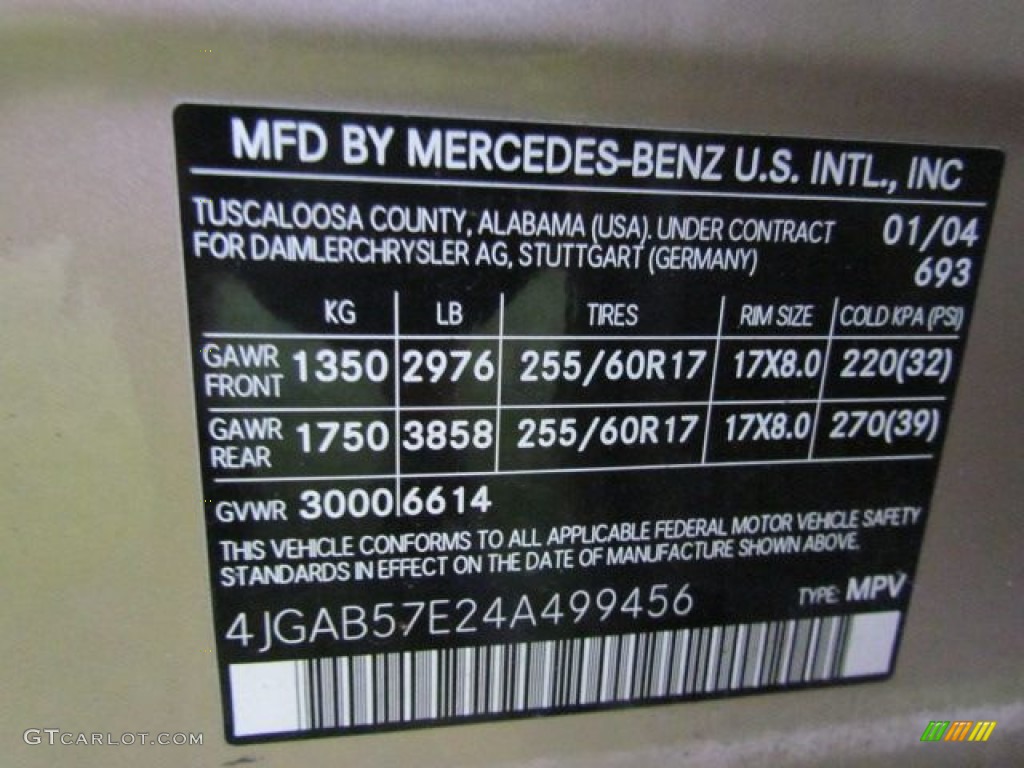 MFD BY MERCEDES-BENZ U.S. INTL., INC
TUSCALOOSA COUNTY, ALABAMA (USA). UNDER CONTRACT 01/04
FOR DAIMLERCHRYSLER AG, STUTTGART (GERMANY) 693
KG LB TIRES RIM SIZE COLD KPA (PSI)
GAWR FRONT 1350 2976 255/60R17 17X8.0 220(32)
GAWR REAR 1750 3858 255/60R17 17X8.0 270(39)
GVWR 3000 6614
THIS VEHICLE CONFORMS TO ALL APPLICABLE FEDERAL MOTOR VEHICLE SAFETY
STANDARDS IN EFFECT ON THE DATE OF MANUFACTURE SHOWN ABOVE.
4JGAB57E24A499456 TYPE: MPV
GTCARLOT.COM